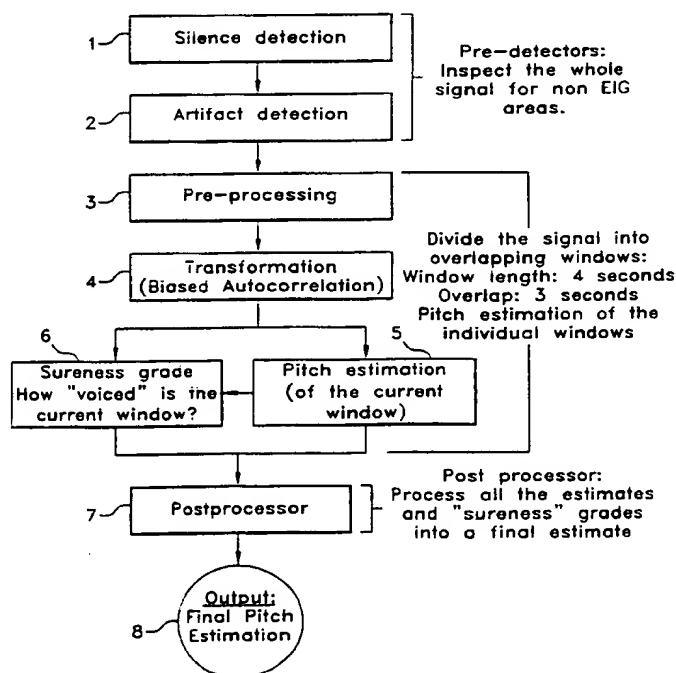 1
Silence detection
Pre-detectors:
Inspect the whole
signal for non EIG
areas.
2
Artifact detection
3
Pre-processing
4
Transformation
(Biased Autocorrelation)
Divide the signal into
overlapping windows:
Window length: 4 seconds
Overlap: 3 seconds
Pitch estimation of the
individual windows
6
Sureness grade
How "voiced" is the
current window?
5
Pitch estimation
(of the current
window)
7
Postprocessor
Post processor:
Process all the estimates
and "sureness" grades
into a final estimate
8
Output:
Final Pitch
Estimation